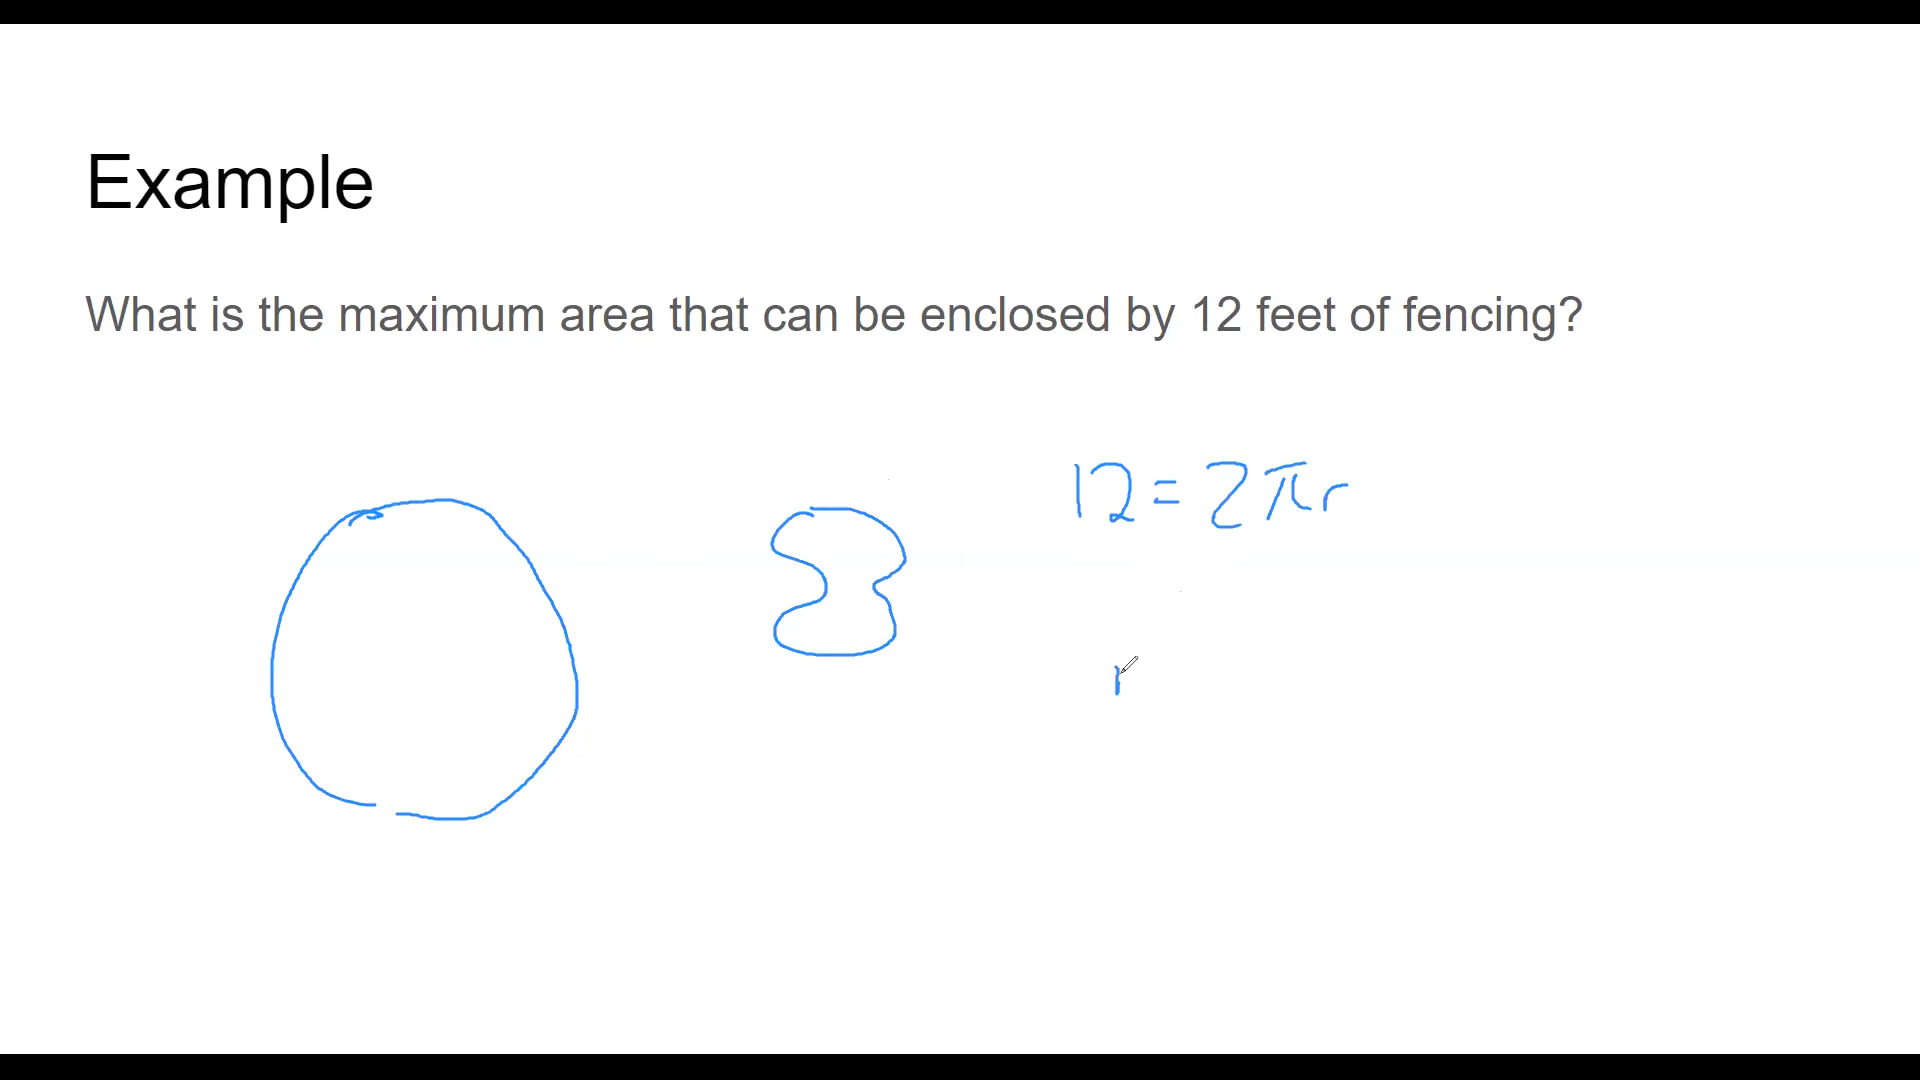 Example
What is the maximum area that can be enclosed by 12 feet of fencing?
12 = 2πr
r